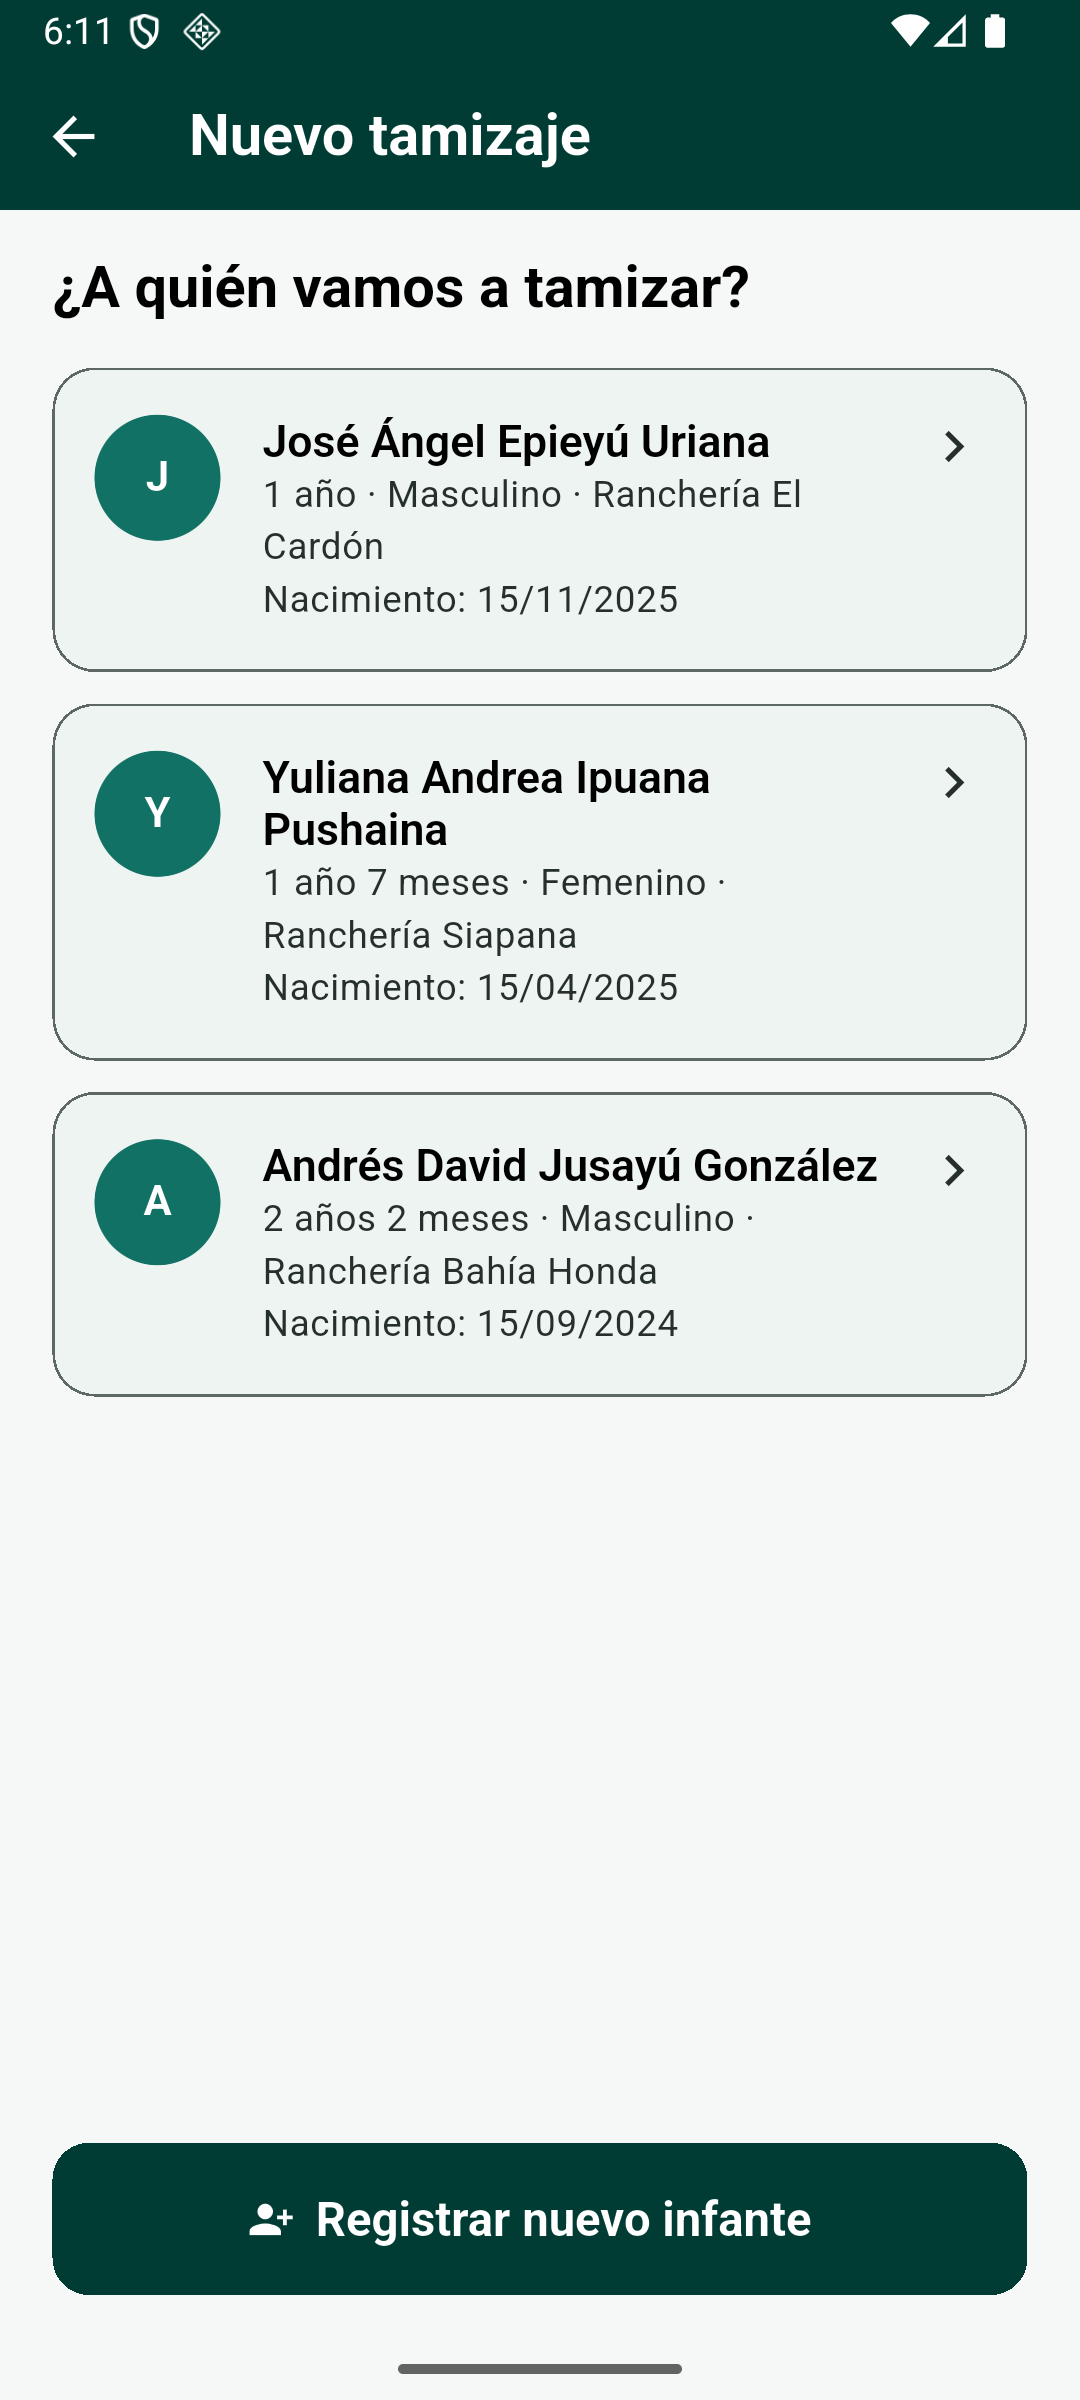 6:11
Nuevo tamizaje
¿A quién vamos a tamizar?
J
José Ángel Epieyú Uriana
1 año · Masculino · Ranchería El
Cardón
Nacimiento: 15/11/2025
Y
Yuliana Andrea Ipuana
Pushaina
1 año 7 meses · Femenino ·
Ranchería Siapana
Nacimiento: 15/04/2025
A
Andrés David Jusayú González
2 años 2 meses · Masculino ·
Ranchería Bahía Honda
Nacimiento: 15/09/2024
Registrar nuevo infante